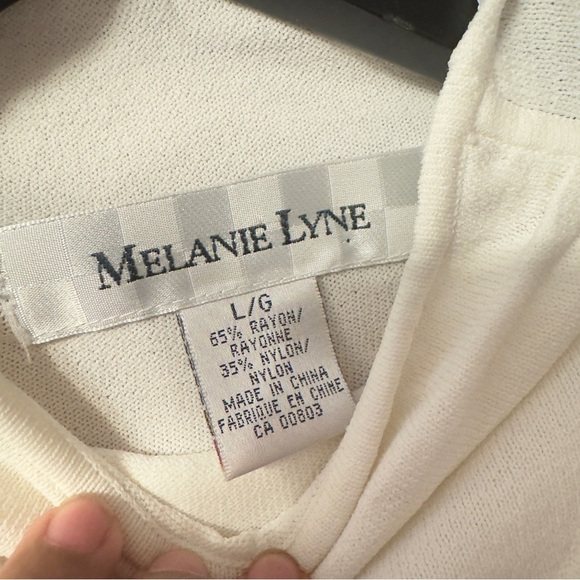 MELANIE LYNE
L/G
65% RAYON/
RAYONNE
35% NYLON/
NYLON
MADE IN CHINA
FABRIQUE EN CHINE
CA 00803